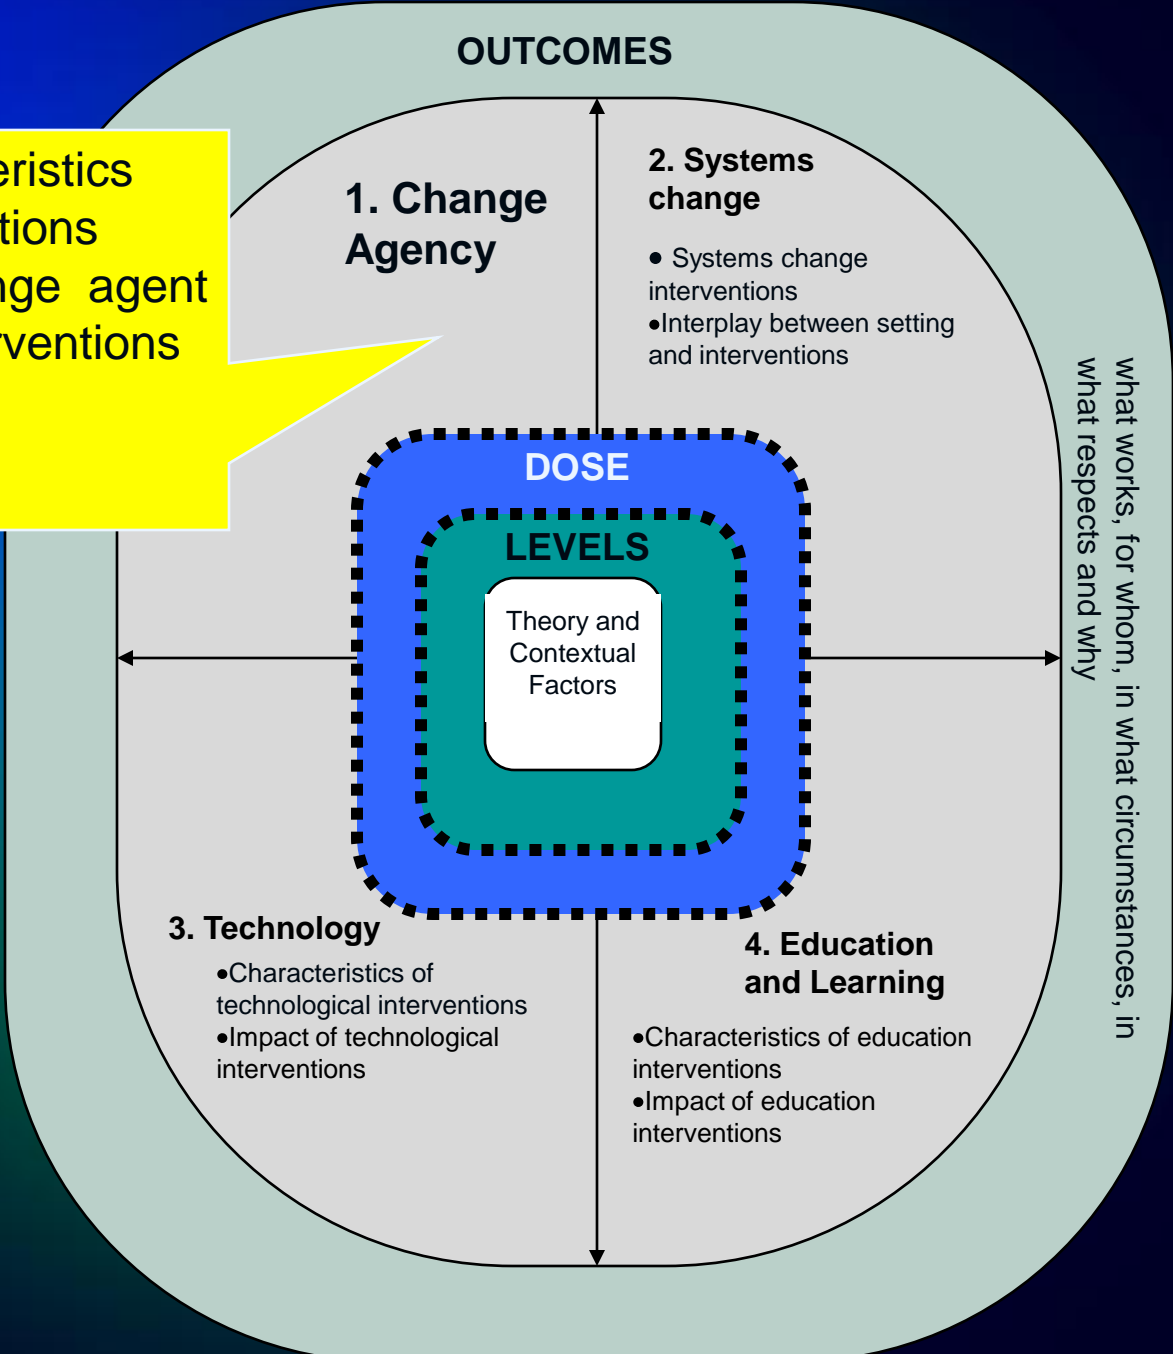 OUTCOMES
eristics
tions
nge agent
rventions
1. Change
Agency
2. Systems
change
● Systems change
interventions
●Interplay between setting
and interventions
DOSE
LEVELS
Theory and
Contextual
Factors
3. Technology
●Characteristics of
technological interventions
●Impact of technological
interventions
4. Education
and Learning
●Characteristics of education
interventions
●Impact of education
interventions
what works, for whom, in what circumstances, in
what respects and why